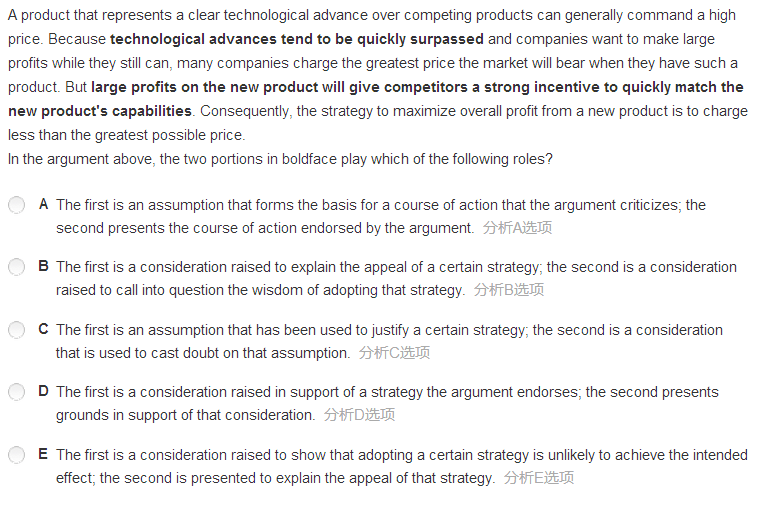 A product that represents a clear technological advance over competing products can generally command a high
price. Because technological advances tend to be quickly surpassed and companies want to make large
profits while they still can, many companies charge the greatest price the market will bear when they have such a
product. But large profits on the new product will give competitors a strong incentive to quickly match the
new product's capabilities. Consequently, the strategy to maximize overall profit from a new product is to charge
less than the greatest possible price.
In the argument above, the two portions in boldface play which of the following roles?
A The first is an assumption that forms the basis for a course of action that the argument criticizes; the
second presents the course of action endorsed by the argument. 分析A选项
B The first is a consideration raised to explain the appeal of a certain strategy; the second is a consideration
raised to call into question the wisdom of adopting that strategy. 分析B选项
C The first is an assumption that has been used to justify a certain strategy; the second is a consideration
that is used to cast doubt on that assumption. 分析C选项
D The first is a consideration raised in support of a strategy the argument endorses; the second presents
grounds in support of that consideration. 分析D选项
E The first is a consideration raised to show that adopting a certain strategy is unlikely to achieve the intended
effect; the second is presented to explain the appeal of that strategy. 分析E选项